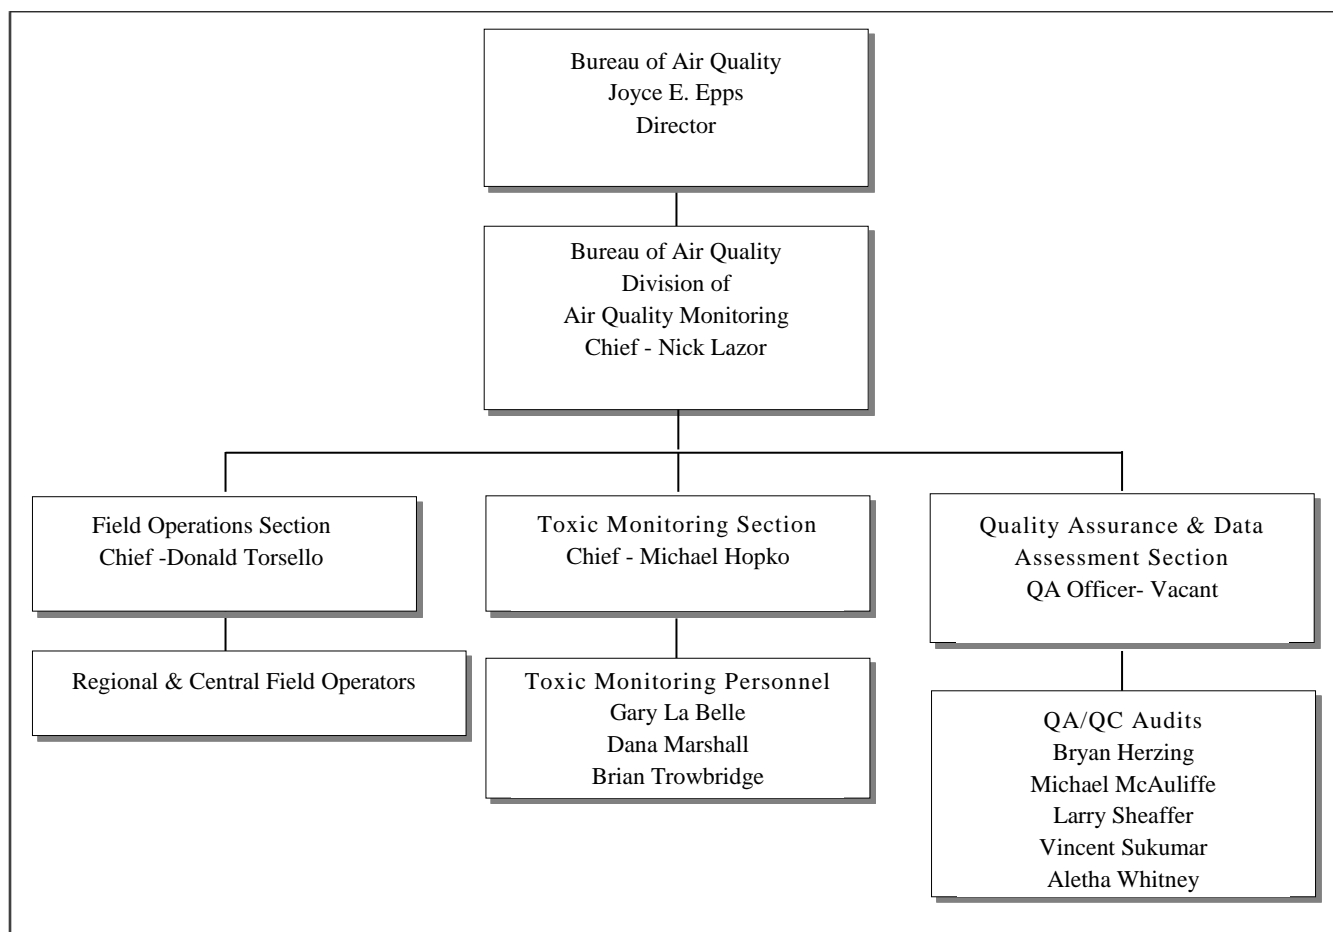 Bureau of Air Quality
Joyce E. Epps
Director
Bureau of Air Quality
Division of
Air Quality Monitoring
Chief - Nick Lazor
Field Operations Section
Chief -Donald Torsello
Toxic Monitoring Section
Chief - Michael Hopko
Quality Assurance & Data
Assessment Section
QA Officer- Vacant
Regional & Central Field Operators
Toxic Monitoring Personnel
Gary La Belle
Dana Marshall
Brian Trowbridge
QA/QC Audits
Bryan Herzing
Michael McAuliffe
Larry Sheaffer
Vincent Sukumar
Aletha Whitney